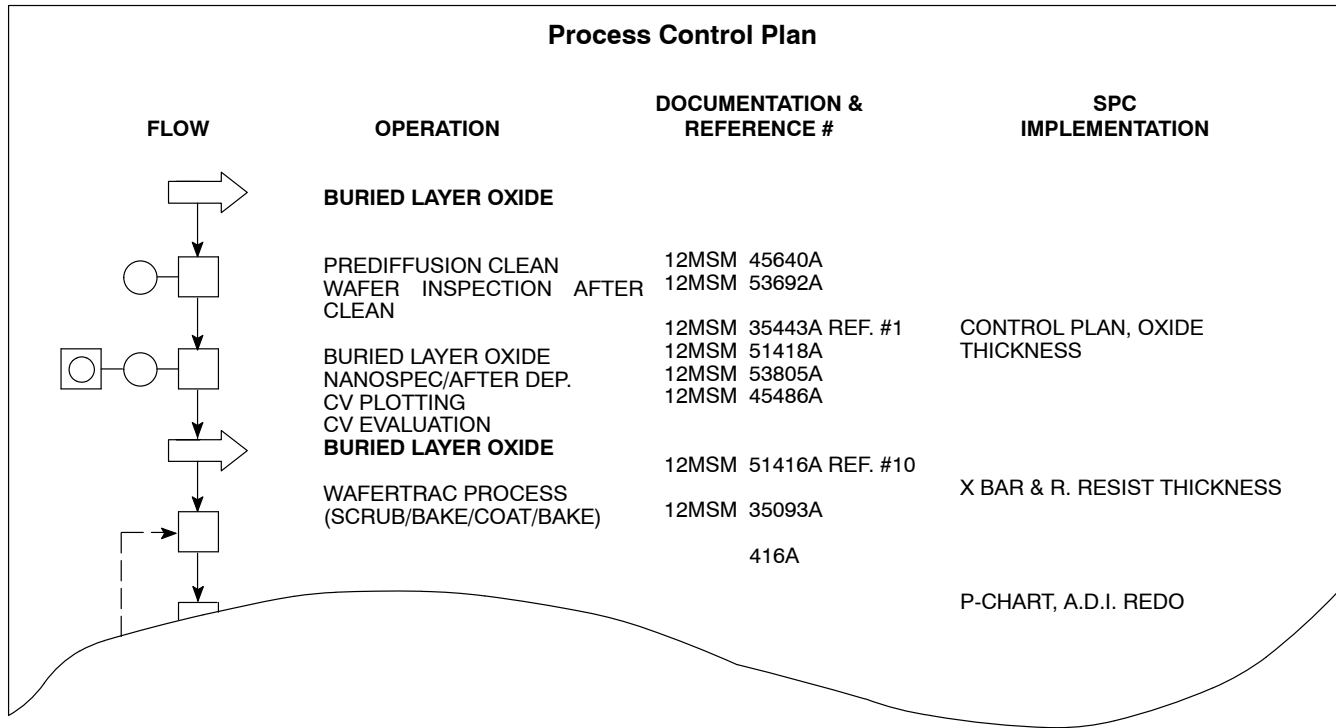 Process Control Plan
FLOW
OPERATION
DOCUMENTATION &
REFERENCE #
SPC
IMPLEMENTATION
BURIED LAYER OXIDE
PREDIFFUSION CLEAN
WAFER INSPECTION AFTER
CLEAN
BURIED LAYER OXIDE
NANOSPEC/AFTER DEP.
CV PLOTTING
CV EVALUATION
BURIED LAYER OXIDE
WAFERTRAC PROCESS
(SCRUB/BAKE/COAT/BAKE)
12MSM 45640A
12MSM 53692A
12MSM 35443A REF. #1
12MSM 51418A
12MSM 53805A
12MSM 45486A
12MSM 51416A REF. #10
12MSM 35093A
416A
CONTROL PLAN, OXIDE
THICKNESS
X BAR & R. RESIST THICKNESS
P-CHART, A.D.I. REDO